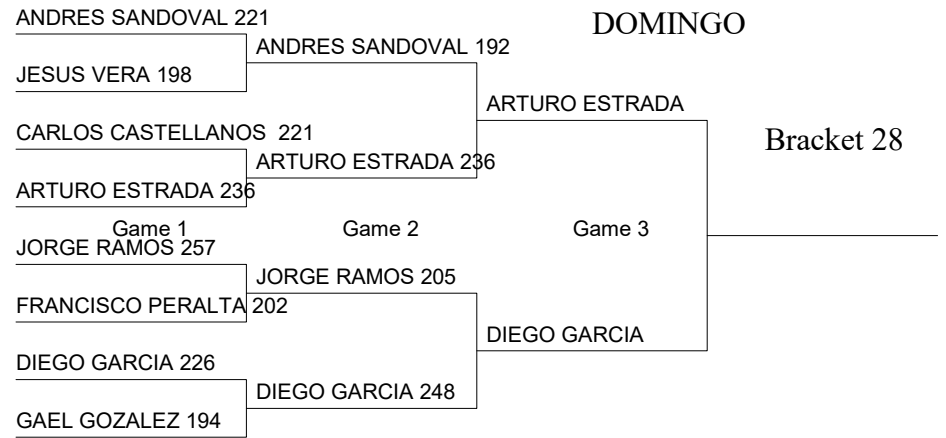 ANDRES SANDOVAL 221
DOMINGO
ANDRES SANDOVAL 192
JESUS VERA 198
ARTURO ESTRADA
CARLOS CASTELLANOS  221
Bracket 28
ARTURO ESTRADA 236
ARTURO ESTRADA 236
Game 1
Game 2
Game 3
JORGE RAMOS 257
JORGE RAMOS 205
FRANCISCO PERALTA 202
DIEGO GARCIA
DIEGO GARCIA 226
DIEGO GARCIA 248
GAEL GOZALEZ 194